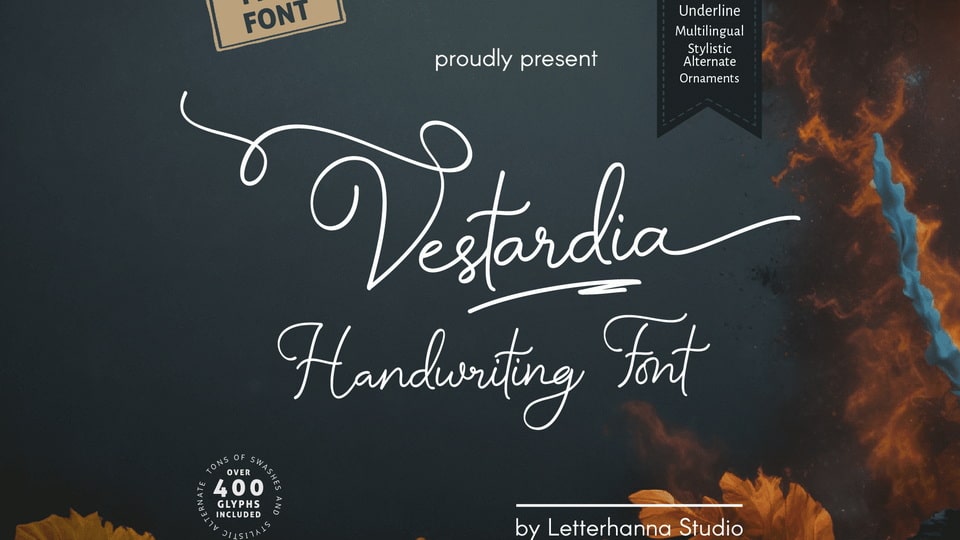 FONT
Underline
Multilingual
Stylistic
Alternate
Ornaments
proudly present
Vestardia
Handwriting Font
TONS OF SWASHES AND STYLISTIC ALTERNATE
OVER
400
GLYPHS
INCLUDED
by Letterhanna Studio